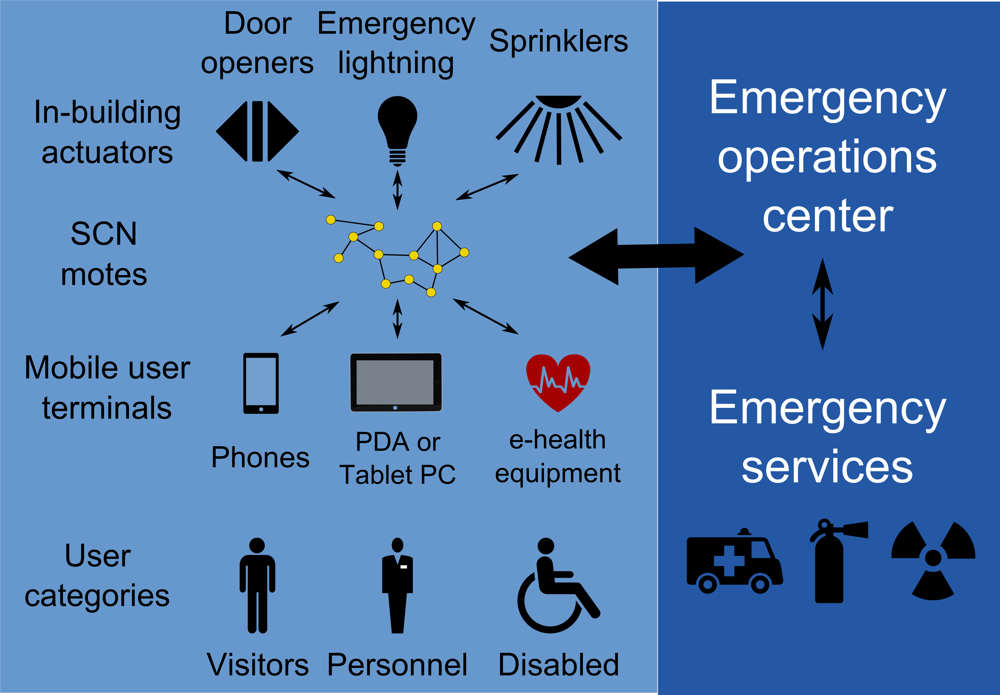 Door
openers
Emergency
lightning
Sprinklers
In-building
actuators
SCN
motes
Mobile user
terminals
Phones
PDA or
Tablet PC
e-health
equipment
User
categories
Visitors
Personnel
Disabled
Emergency
operations
center
Emergency
services